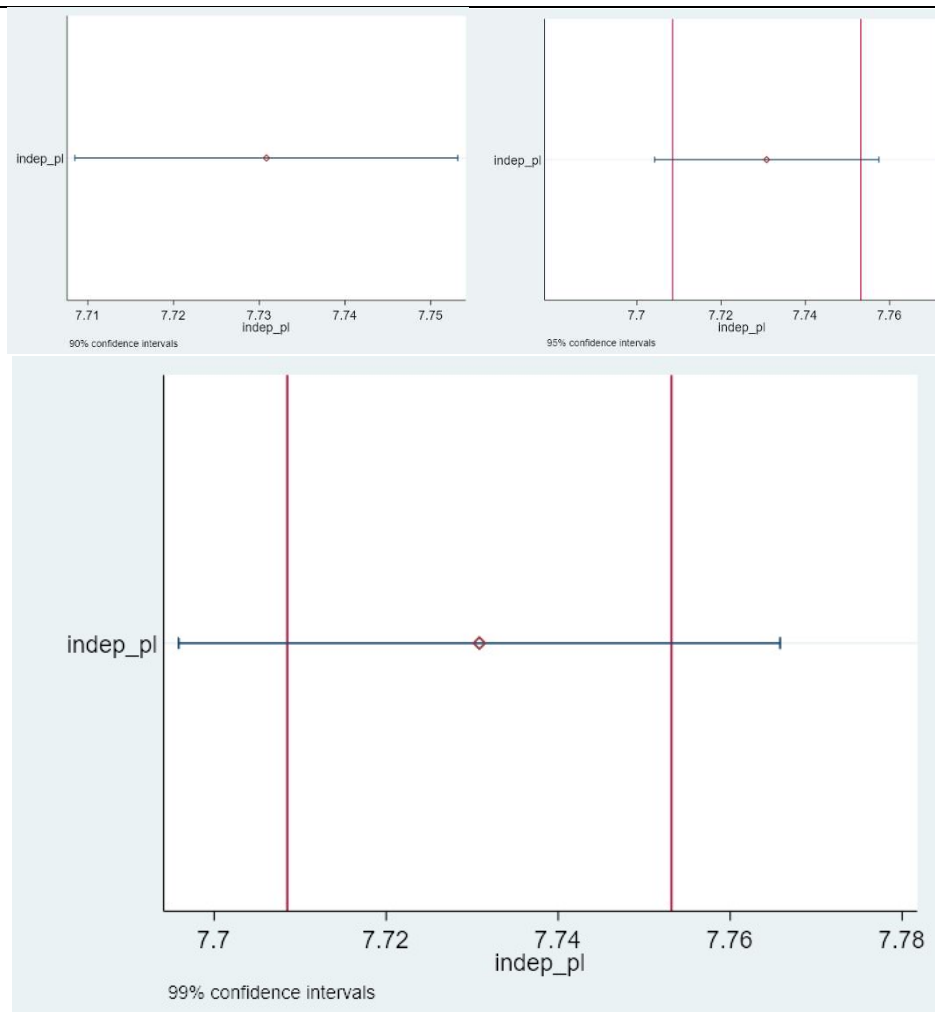 indep_pl
7.71 7.72 7.73 7.74 7.75
indep_pl
90% confidence intervals
indep_pl
7.7 7.72 7.74 7.76
indep_pl
95% confidence intervals
indep_pl
7.7 7.72 7.74 7.76 7.78
indep_pl
99% confidence intervals